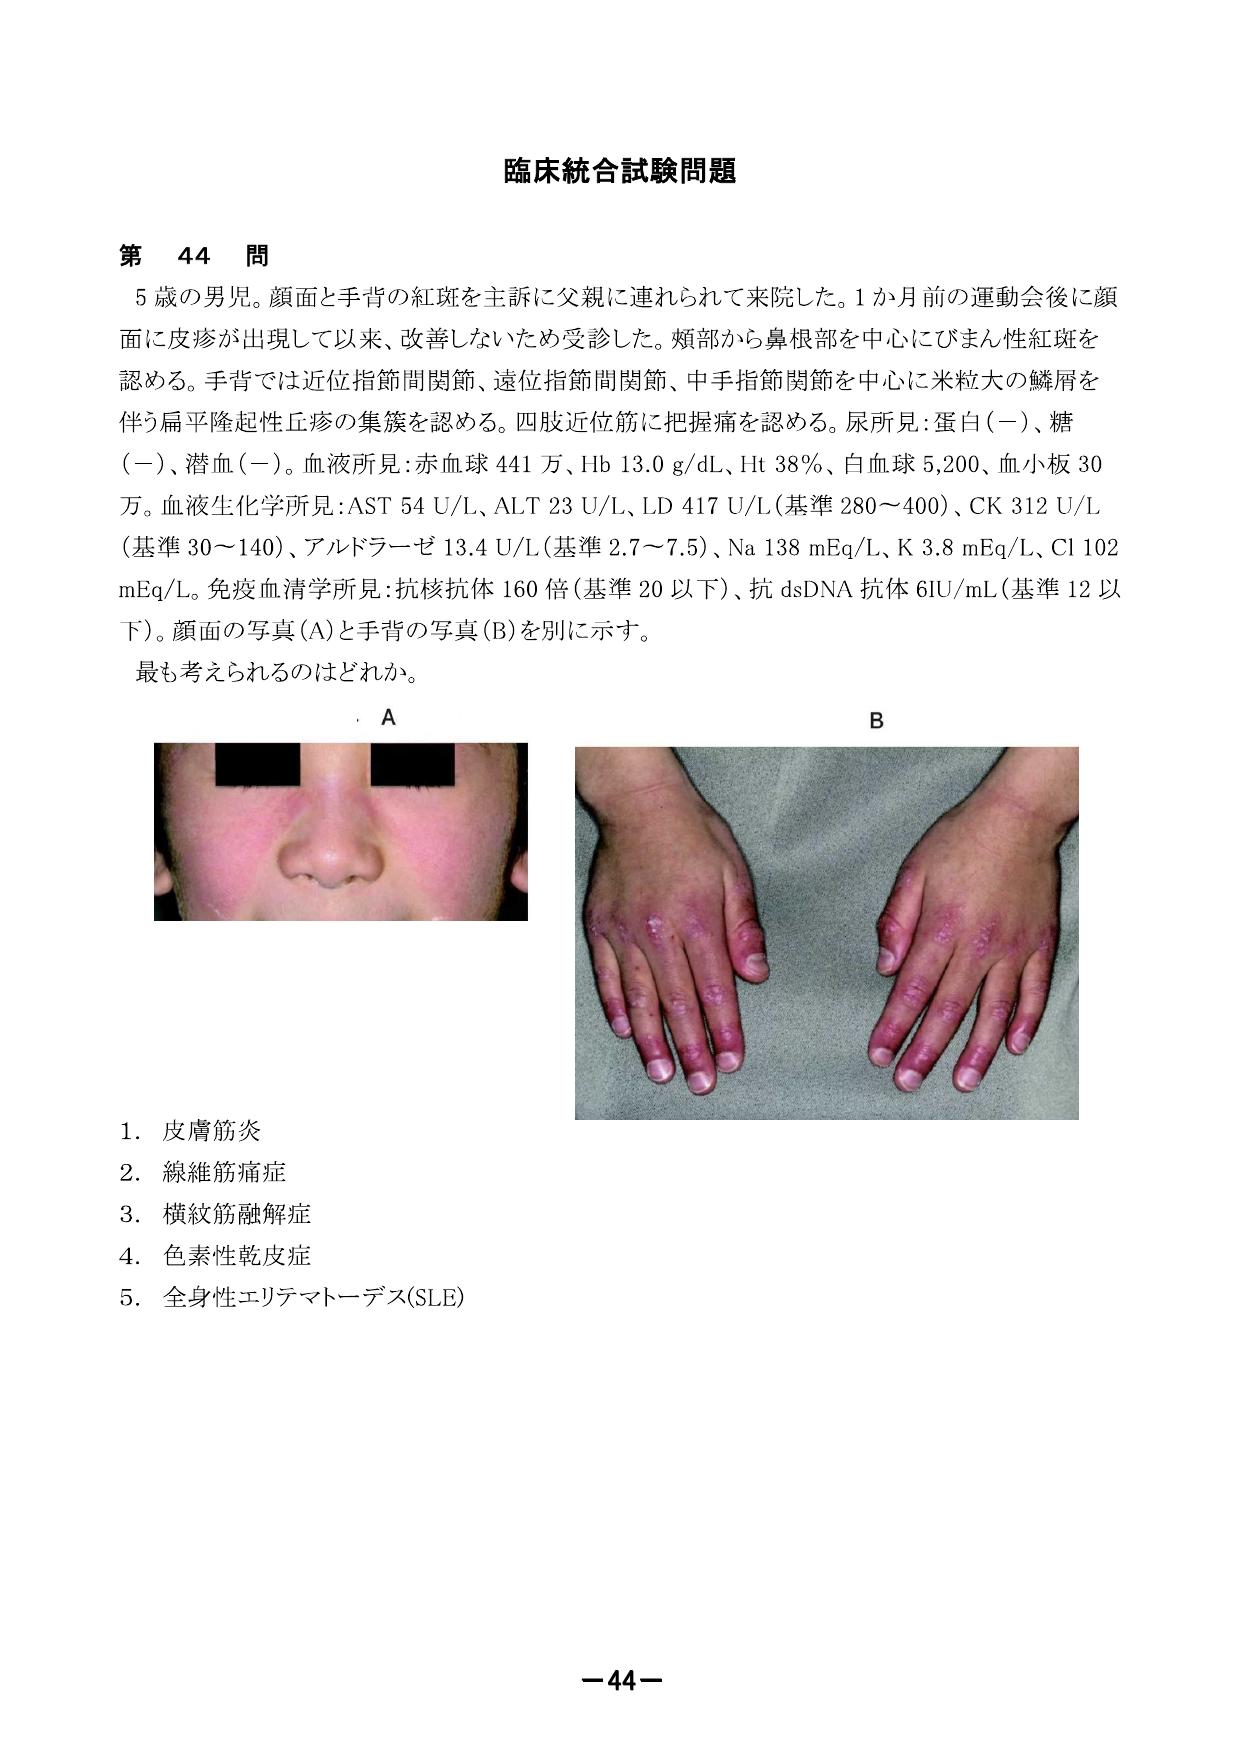 臨床統合試験問題
第 44 問
5 歳の男児。顔面と手背の紅斑を主訴に父親に連れられて来院した。1 か月前の運動会後に顔
面に皮疹が出現して以来、改善しないため受診した。頬部から鼻根部を中心にびまん性紅斑を
認める。手背では近位指節間関節、遠位指節間関節、中手指節関節を中心に米粒大の鱗屑を
伴う扁平隆起性丘疹の集簇を認める。四肢近位筋に把握痛を認める。尿所見：蛋白（－）、糖
（－）、潜血（－）。血液所見：赤血球 441 万、Hb 13.0 g/dL、Ht 38％、白血球 5,200、血小板 30
万。血液生化学所見：AST 54 U/L、ALT 23 U/L、LD 417 U/L（基準 280～400）、CK 312 U/L
（基準 30～140）、アルドラーゼ 13.4 U/L（基準 2.7～7.5）、Na 138 mEq/L、K 3.8 mEq/L、Cl 102
mEq/L。免疫血清学所見：抗核抗体 160 倍（基準 20 以下）、抗 dsDNA 抗体 6IU/mL（基準 12 以
下）。顔面の写真（A）と手背の写真（B）を別に示す。
最も考えられるのはどれか。
A
B
1. 皮膚筋炎
2. 線維筋痛症
3. 横紋筋融解症
4. 色素性乾皮症
5. 全身性エリテマトーデス(SLE)
－44－